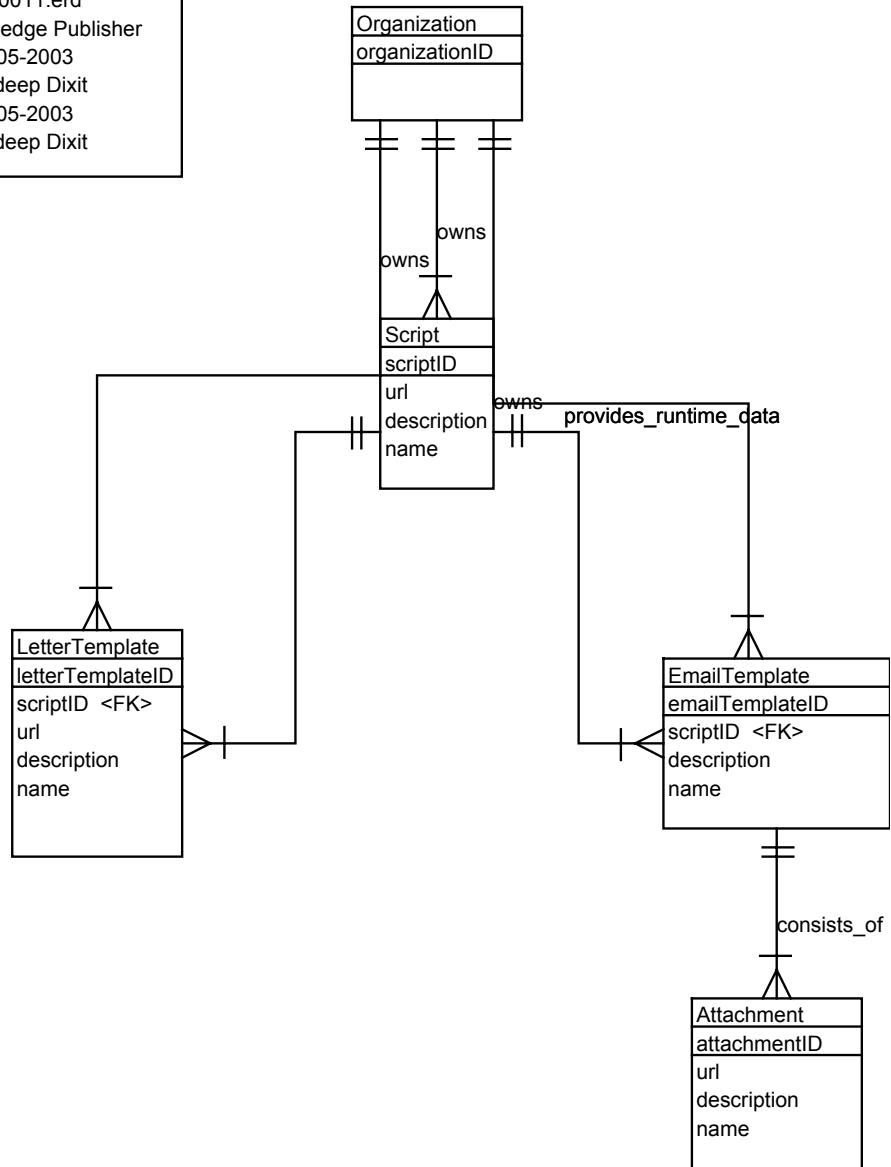 edge Publisher
05-2003
deep Dixit
05-2003
deep Dixit
Organization
organizationID
owns
owns
Script
scriptID
url
description
name
owns
provides_runtime_data
LetterTemplate
letterTemplateID
scriptID <FK>
url
description
name
EmailTemplate
emailTemplateID
scriptID <FK>
description
name
consists_of
Attachment
attachmentID
url
description
name